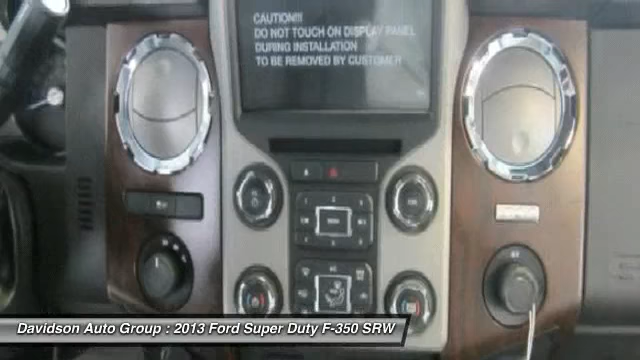 CAUTION!!!
DO NOT TOUCH ON DISPLAY PANEL
DURING INSTALLATION
TO BE REMOVED BY CUSTOMER
Davidson Auto Group : 2013 Ford Super Duty F-350 SRW